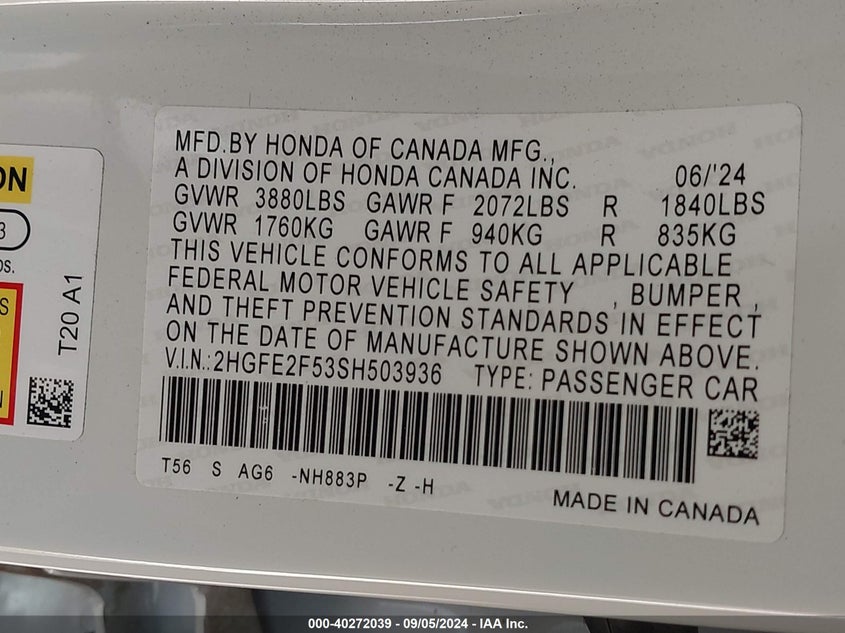 MFD.BY HONDA OF CANADA MFG.,
A DIVISION OF HONDA CANADA INC. 06/'24
GVWR 3880LBS GAWR F 2072LBS R 1840LBS
GVWR 1760KG GAWR F 940KG R 835KG
THIS VEHICLE CONFORMS TO ALL APPLICABLE
FEDERAL MOTOR VEHICLE SAFETY , BUMPER ,
AND THEFT PREVENTION STANDARDS IN EFFECT
ON THE DATE OF MANUFACTURE SHOWN ABOVE.
V.I.N.:2HGFE2F53SH503936 TYPE: PASSENGER CAR
T56 S AG6 -NH883P -Z -H
MADE IN CANADA
ON
3
OS.
S
N
T20 A1
HONDA
000-40272039 - 09/05/2024 - IAA Inc.